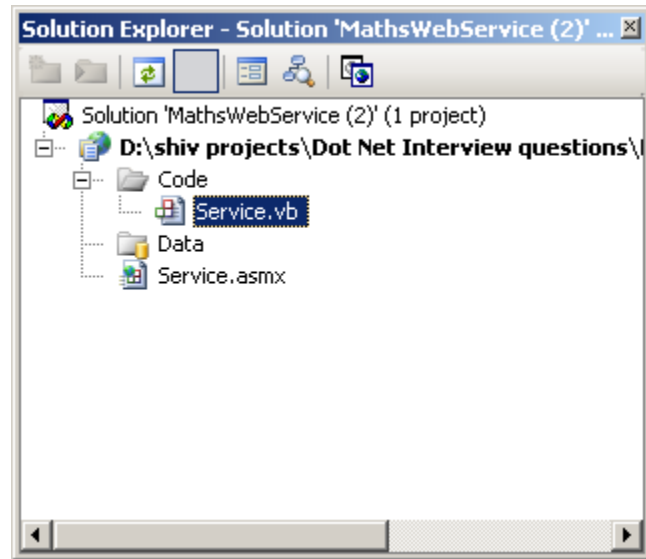 Solution Explorer - Solution 'MathsWebService (2)' ...
Solution 'MathsWebService (2)' (1 project)
D:\shiv projects\Dot Net Interview questions\
Code
Service.vb
Data
Service.asmx